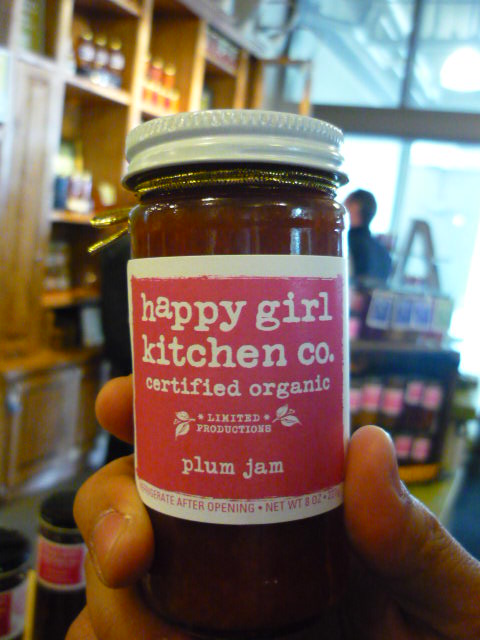 happy girl
kitchen co.
certified organic
* LIMITED *
PRODUCTIONS
plum jam
REFRIGERATE AFTER OPENING • NET WT 8 OZ •